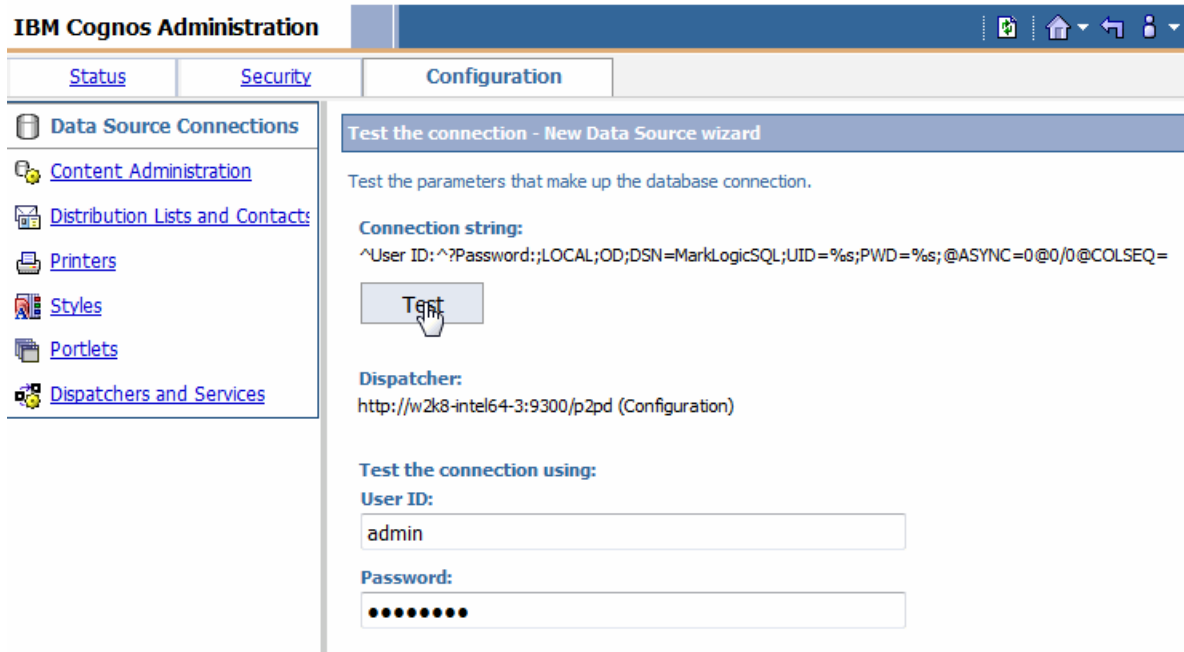 IBM Cognos Administration
Status
Security
Configuration
Data Source Connections
Content Administration
Distribution Lists and Contacts
Printers
Styles
Portlets
Dispatchers and Services
Test the connection - New Data Source wizard
Test the parameters that make up the database connection.
Connection string:
^User ID:^?Password:;LOCAL;OD;DSN=MarkLogicSQL;UID=%s;PWD=%s;@ASYNC=0@0/0@COLSEQ=
Test
Dispatcher:
http://w2k8-intel64-3:9300/p2pd (Configuration)
Test the connection using:
User ID:
admin
Password:
●●●●●●●●